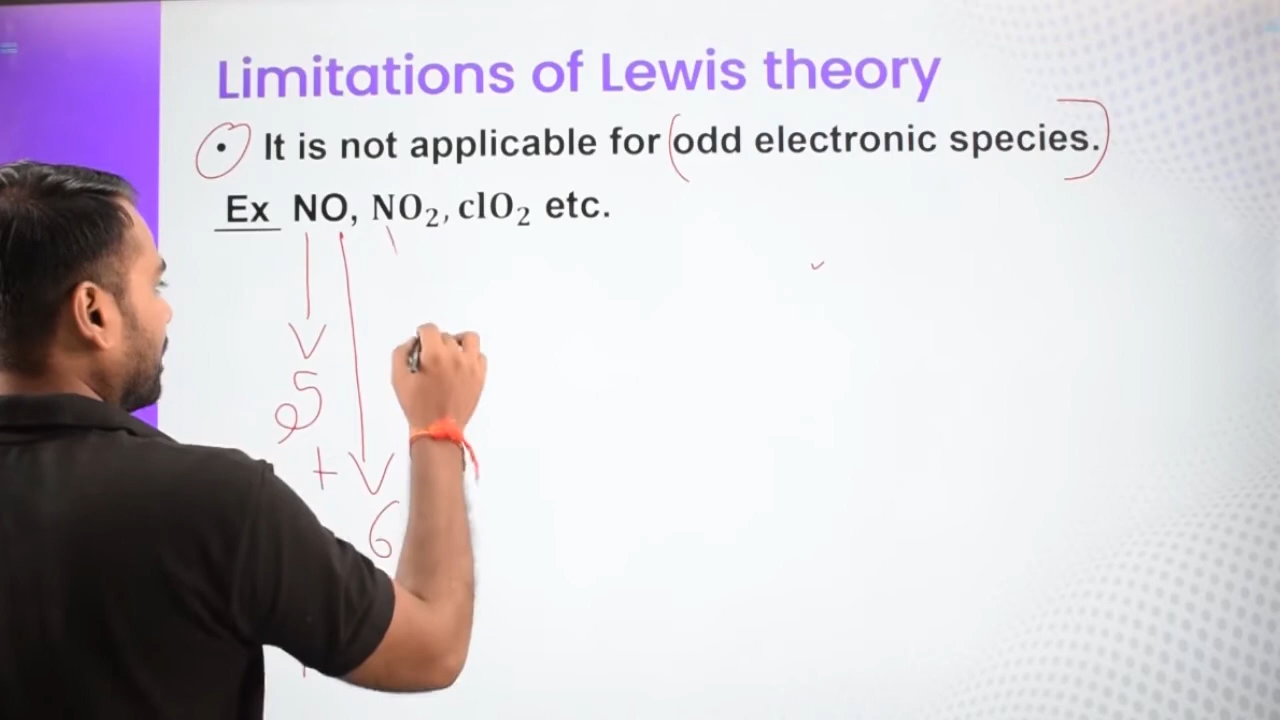 Limitations of Lewis theory
• It is not applicable for odd electronic species.
Ex NO, NO₂, clO₂ etc.
5
+
6